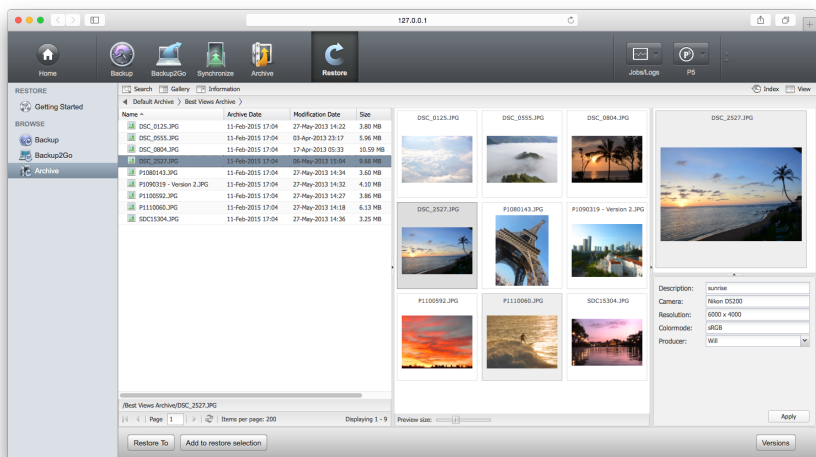 127.0.0.1
Home
Backup
Backup2Go
Synchronize
Archive
Restore
Jobs/Logs
P5
RESTORE
Getting Started
BROWSE
Backup
Backup2Go
Archive
Search Gallery Information
Index View
Default Archive Best Views Archive
Name Archive Date Modification Date Size
DSC_0125.JPG 11-Feb-2015 17:04 27-May-2013 14:22 3.80 MB
DSC_0555.JPG 11-Feb-2015 17:04 03-Apr-2013 23:17 5.96 MB
DSC_0804.JPG 11-Feb-2015 17:04 17-Apr-2013 05:33 10.59 MB
DSC_2527.JPG 11-Feb-2015 17:04 06-May-2013 15:04 9.68 MB
P1080143.JPG 11-Feb-2015 17:04 27-May-2013 14:34 3.60 MB
P1090319 - Version 2.JPG 11-Feb-2015 17:04 27-May-2013 14:32 4.10 MB
P1100592.JPG 11-Feb-2015 17:04 27-May-2013 14:27 3.86 MB
P1110060.JPG 11-Feb-2015 17:04 27-May-2013 14:18 6.13 MB
SDC15304.JPG 11-Feb-2015 17:04 27-May-2013 14:36 3.25 MB
DSC_0125.JPG DSC_0555.JPG DSC_0804.JPG
DSC_2527.JPG P1080143.JPG P1090319 - Version 2.JPG
P1100592.JPG P1110060.JPG SDC15304.JPG
DSC_2527.JPG
Description: sunrise
Camera: Nikon D5200
Resolution: 6000 x 4000
Colormode: sRGB
Producer: Will
Apply
/Best Views Archive/DSC_2527.JPG
Page 1 Items per page: 200 Displaying 1 - 9
Preview size:
Restore To
Add to restore selection
Versions